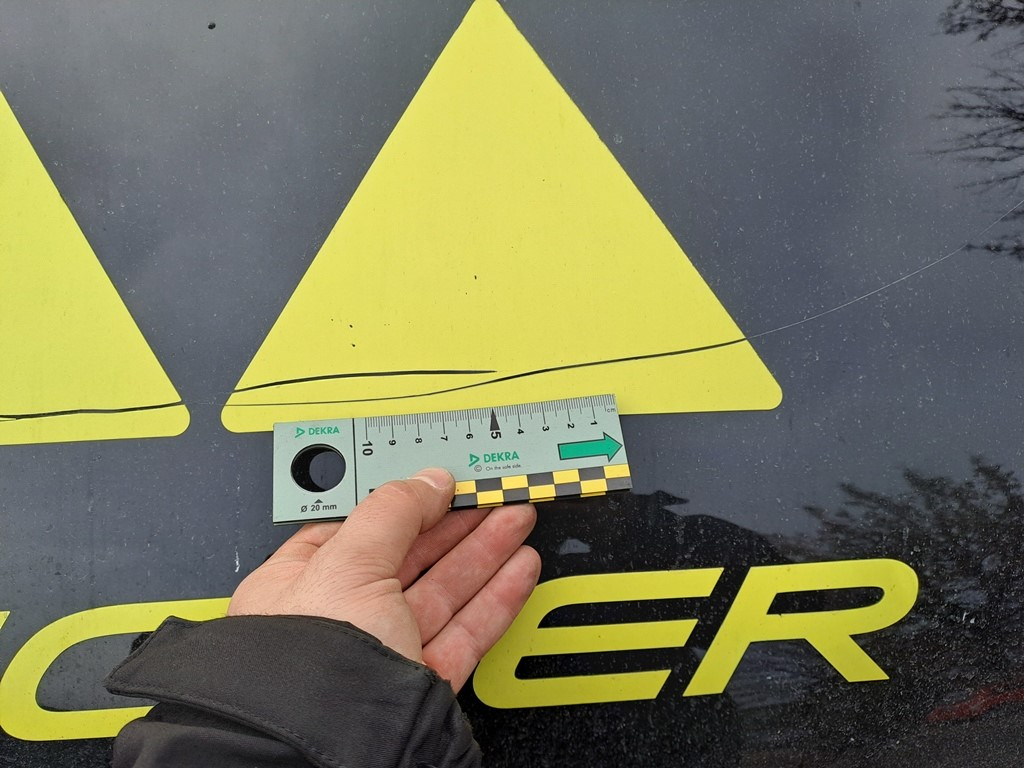 DEKRA
Ø 20 mm
10 9 8 7 6 5 4 3 2 1 cm
DEKRA
© On the safe side.
ER